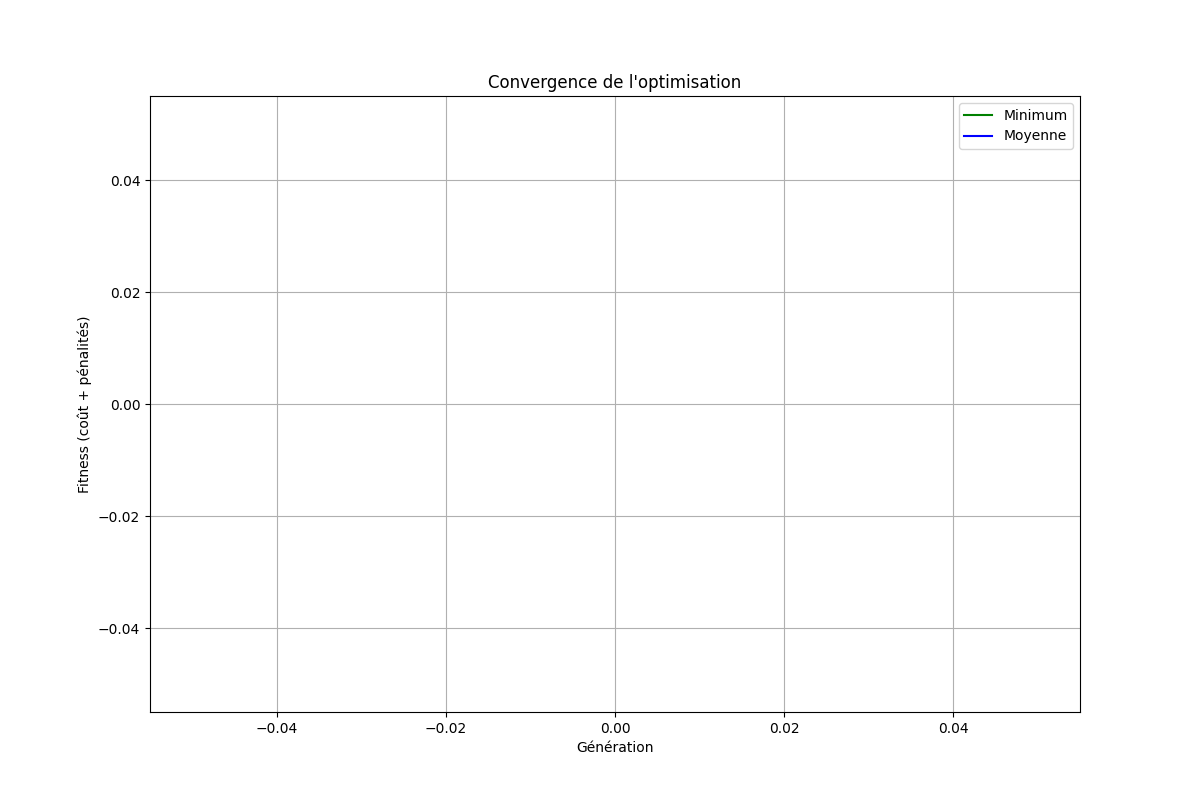 Convergence de l'optimisation
Minimum
Moyenne
0.04
0.02
0.00
−0.02
−0.04
Fitness (coût + pénalités)
−0.04
−0.02
0.00
0.02
0.04
Génération